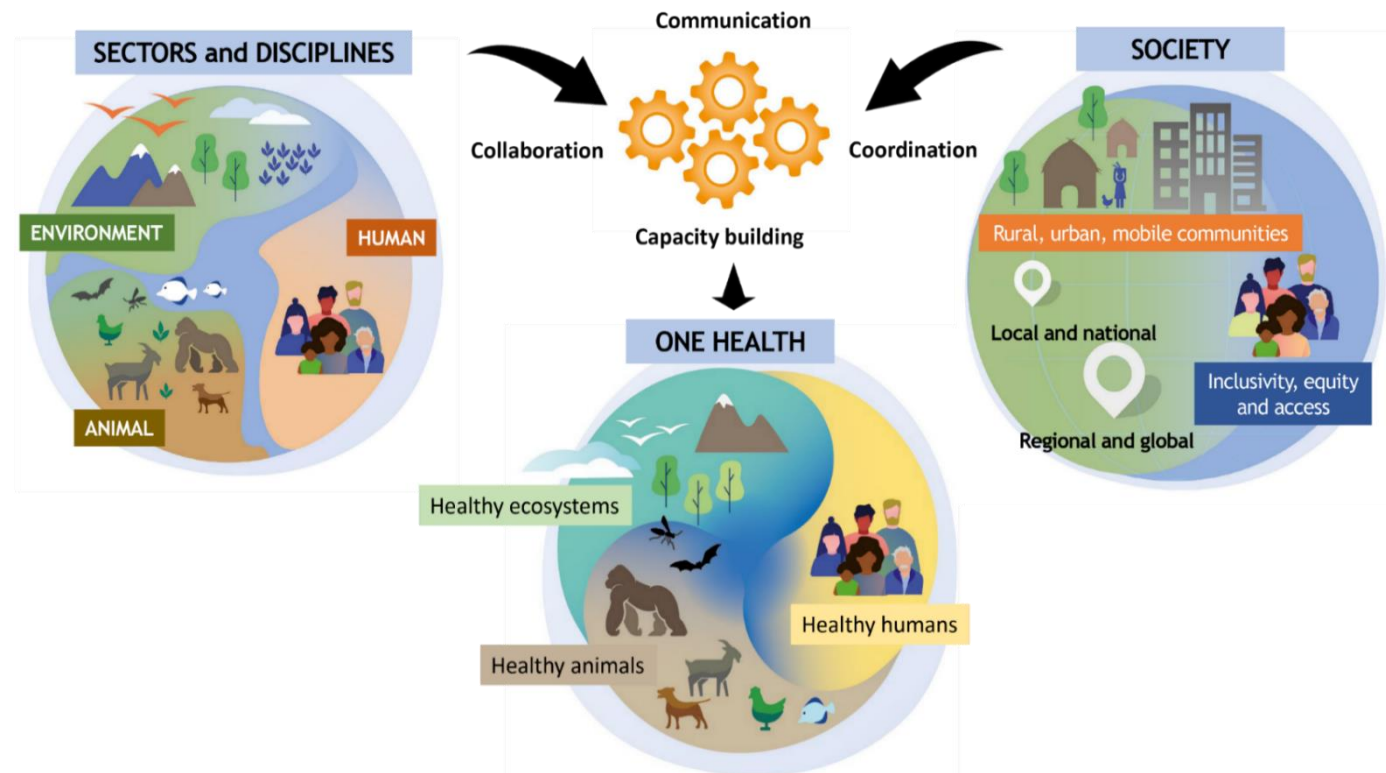 SECTORS and DISCIPLINES
ENVIRONMENT
HUMAN
ANIMAL
Communication
Collaboration
Coordination
Capacity building
SOCIETY
Rural, urban, mobile communities
Local and national
Inclusivity, equity
and access
Regional and global
ONE HEALTH
Healthy ecosystems
Healthy humans
Healthy animals